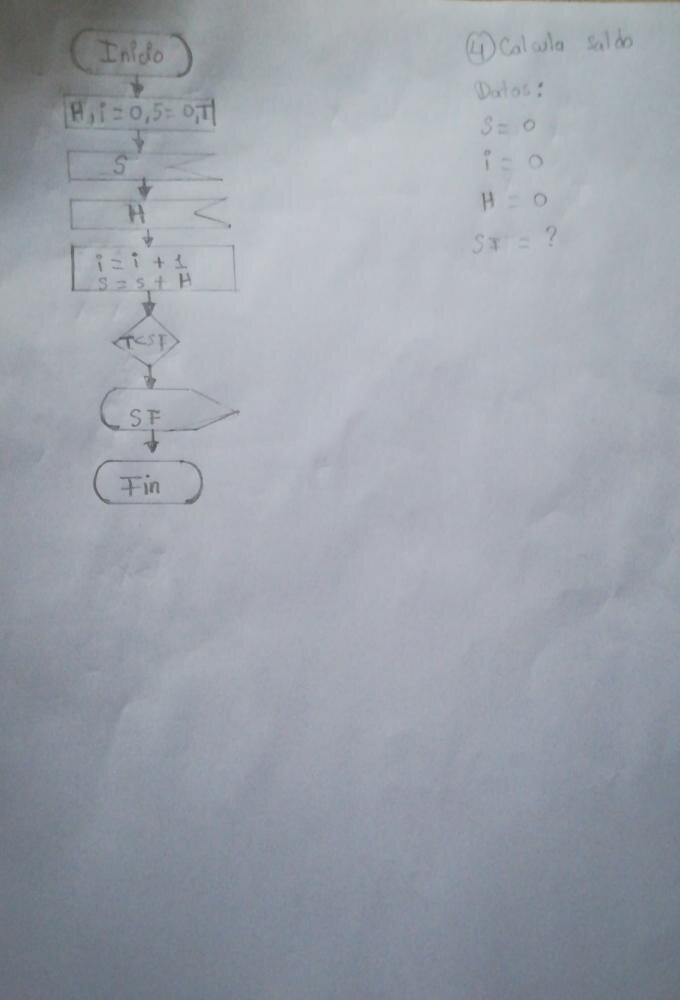 Inicio
H, i = 0, S = 0, T
S
H
i = i + 1
s = s + H
T < SF
SF
Fin
④ Calcula saldo
Datos:
S = 0
i = 0
H = 0
SF = ?